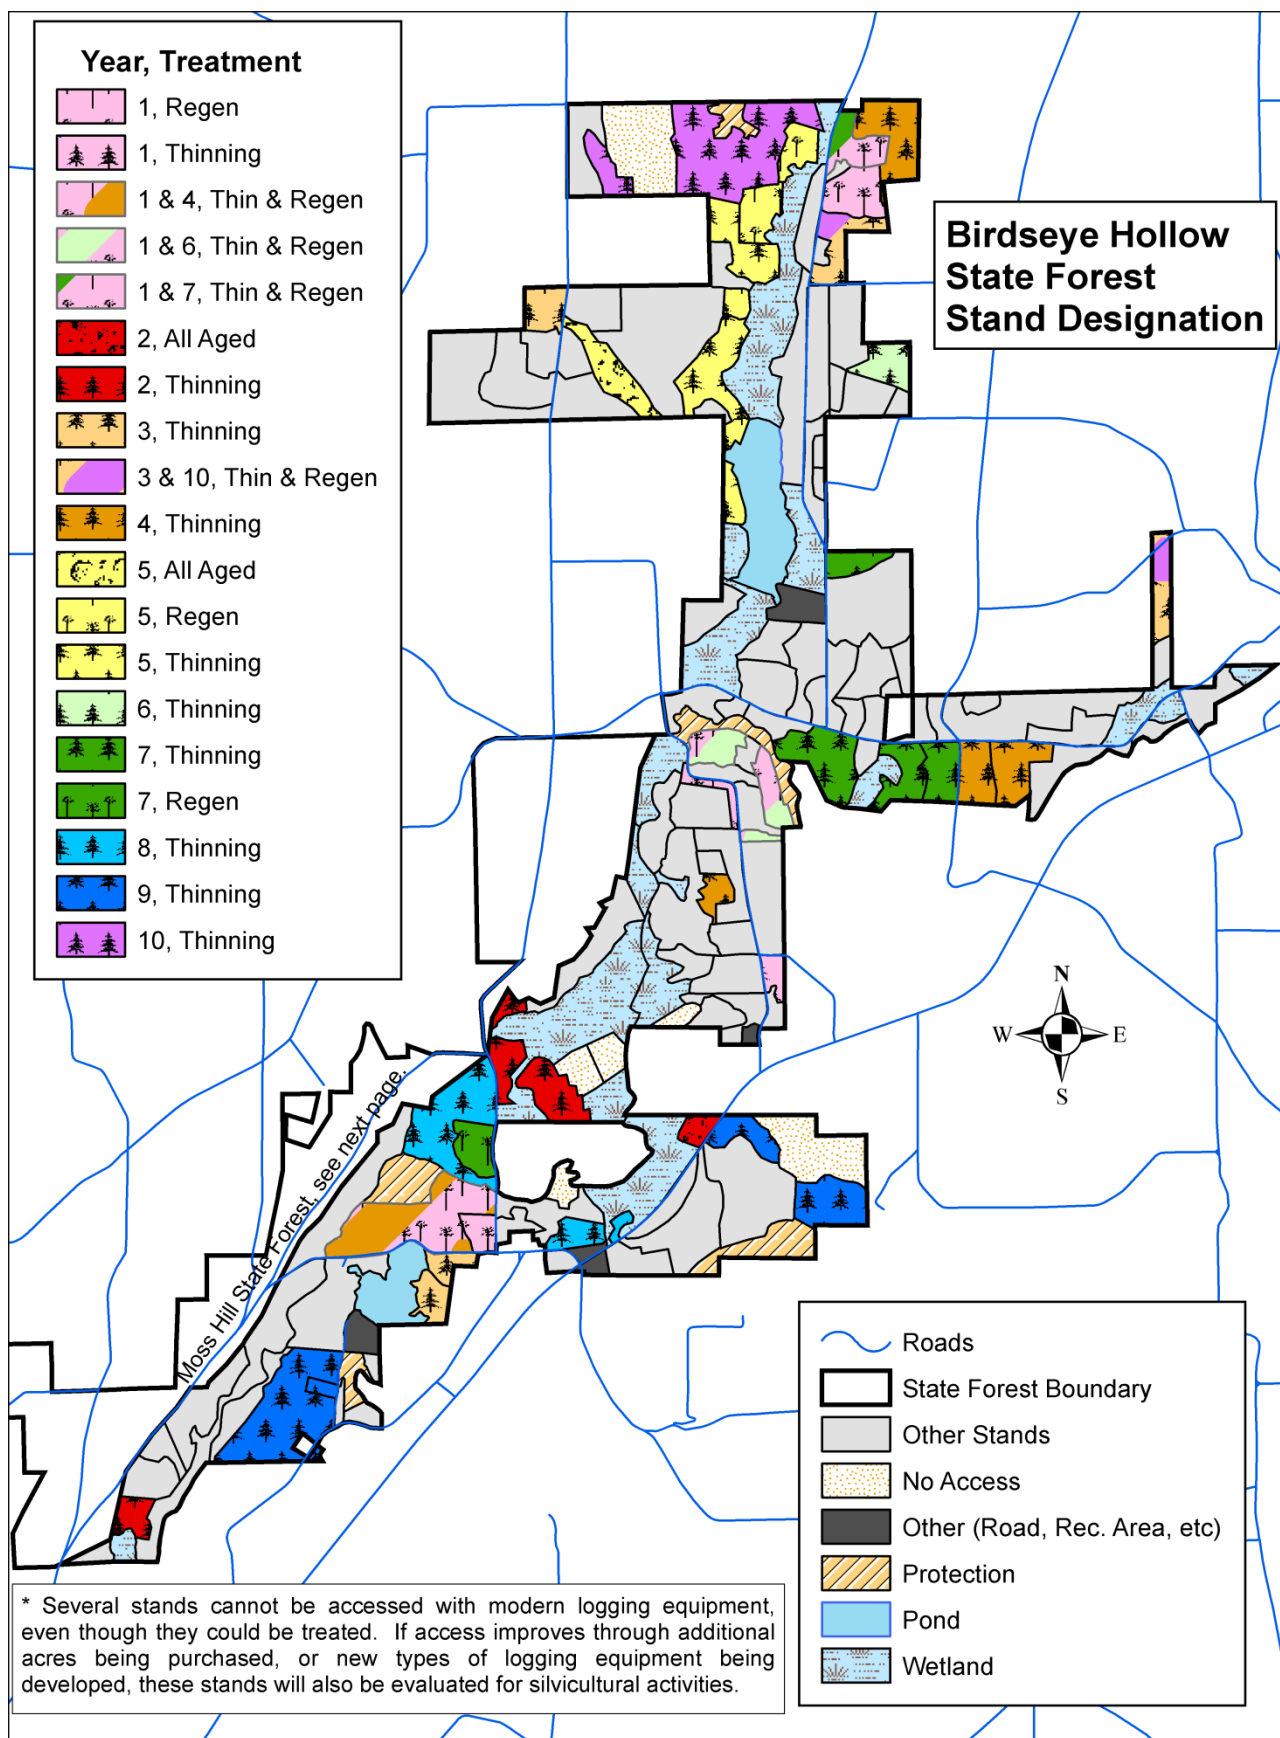 Year, Treatment
1, Regen
1, Thinning
1 & 4, Thin & Regen
1 & 6, Thin & Regen
1 & 7, Thin & Regen
2, All Aged
2, Thinning
3, Thinning
3 & 10, Thin & Regen
4, Thinning
5, All Aged
5, Regen
5, Thinning
6, Thinning
7, Thinning
7, Regen
8, Thinning
9, Thinning
10, Thinning
Birdseye Hollow
State Forest
Stand Designation
N
W
E
S
Moss Hill State Forest, see next page.
Roads
State Forest Boundary
Other Stands
No Access
Other (Road, Rec. Area, etc)
Protection
Pond
Wetland
* Several stands cannot be accessed with modern logging equipment,
even though they could be treated. If access improves through additional
acres being purchased, or new types of logging equipment being
developed, these stands will also be evaluated for silvicultural activities.